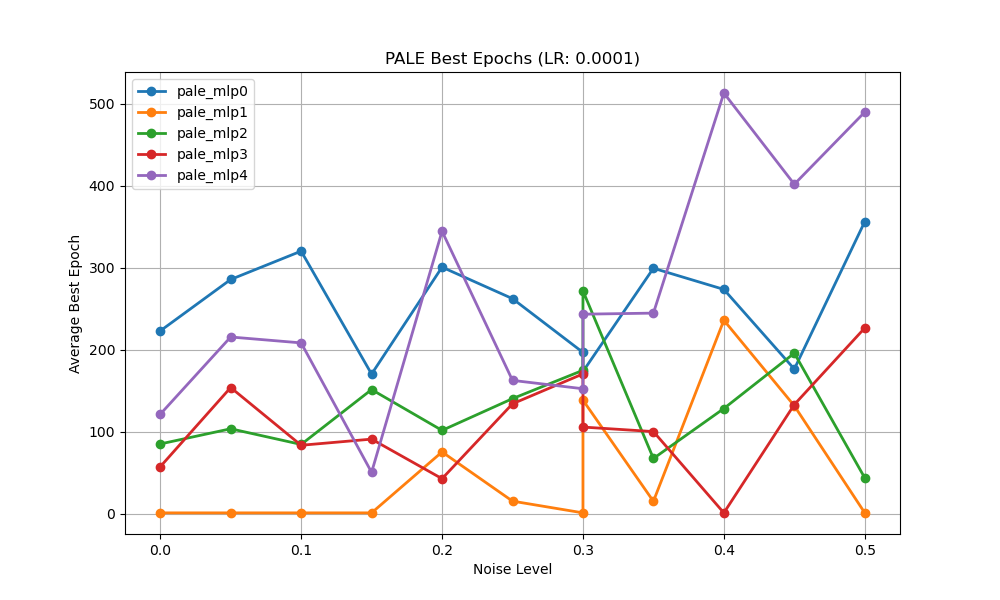 PALE Best Epochs (LR: 0.0001)
pale_mlp0
pale_mlp1
pale_mlp2
pale_mlp3
pale_mlp4
Average Best Epoch
500
400
300
200
100
0
0.0 0.1 0.2 0.3 0.4 0.5
Noise Level